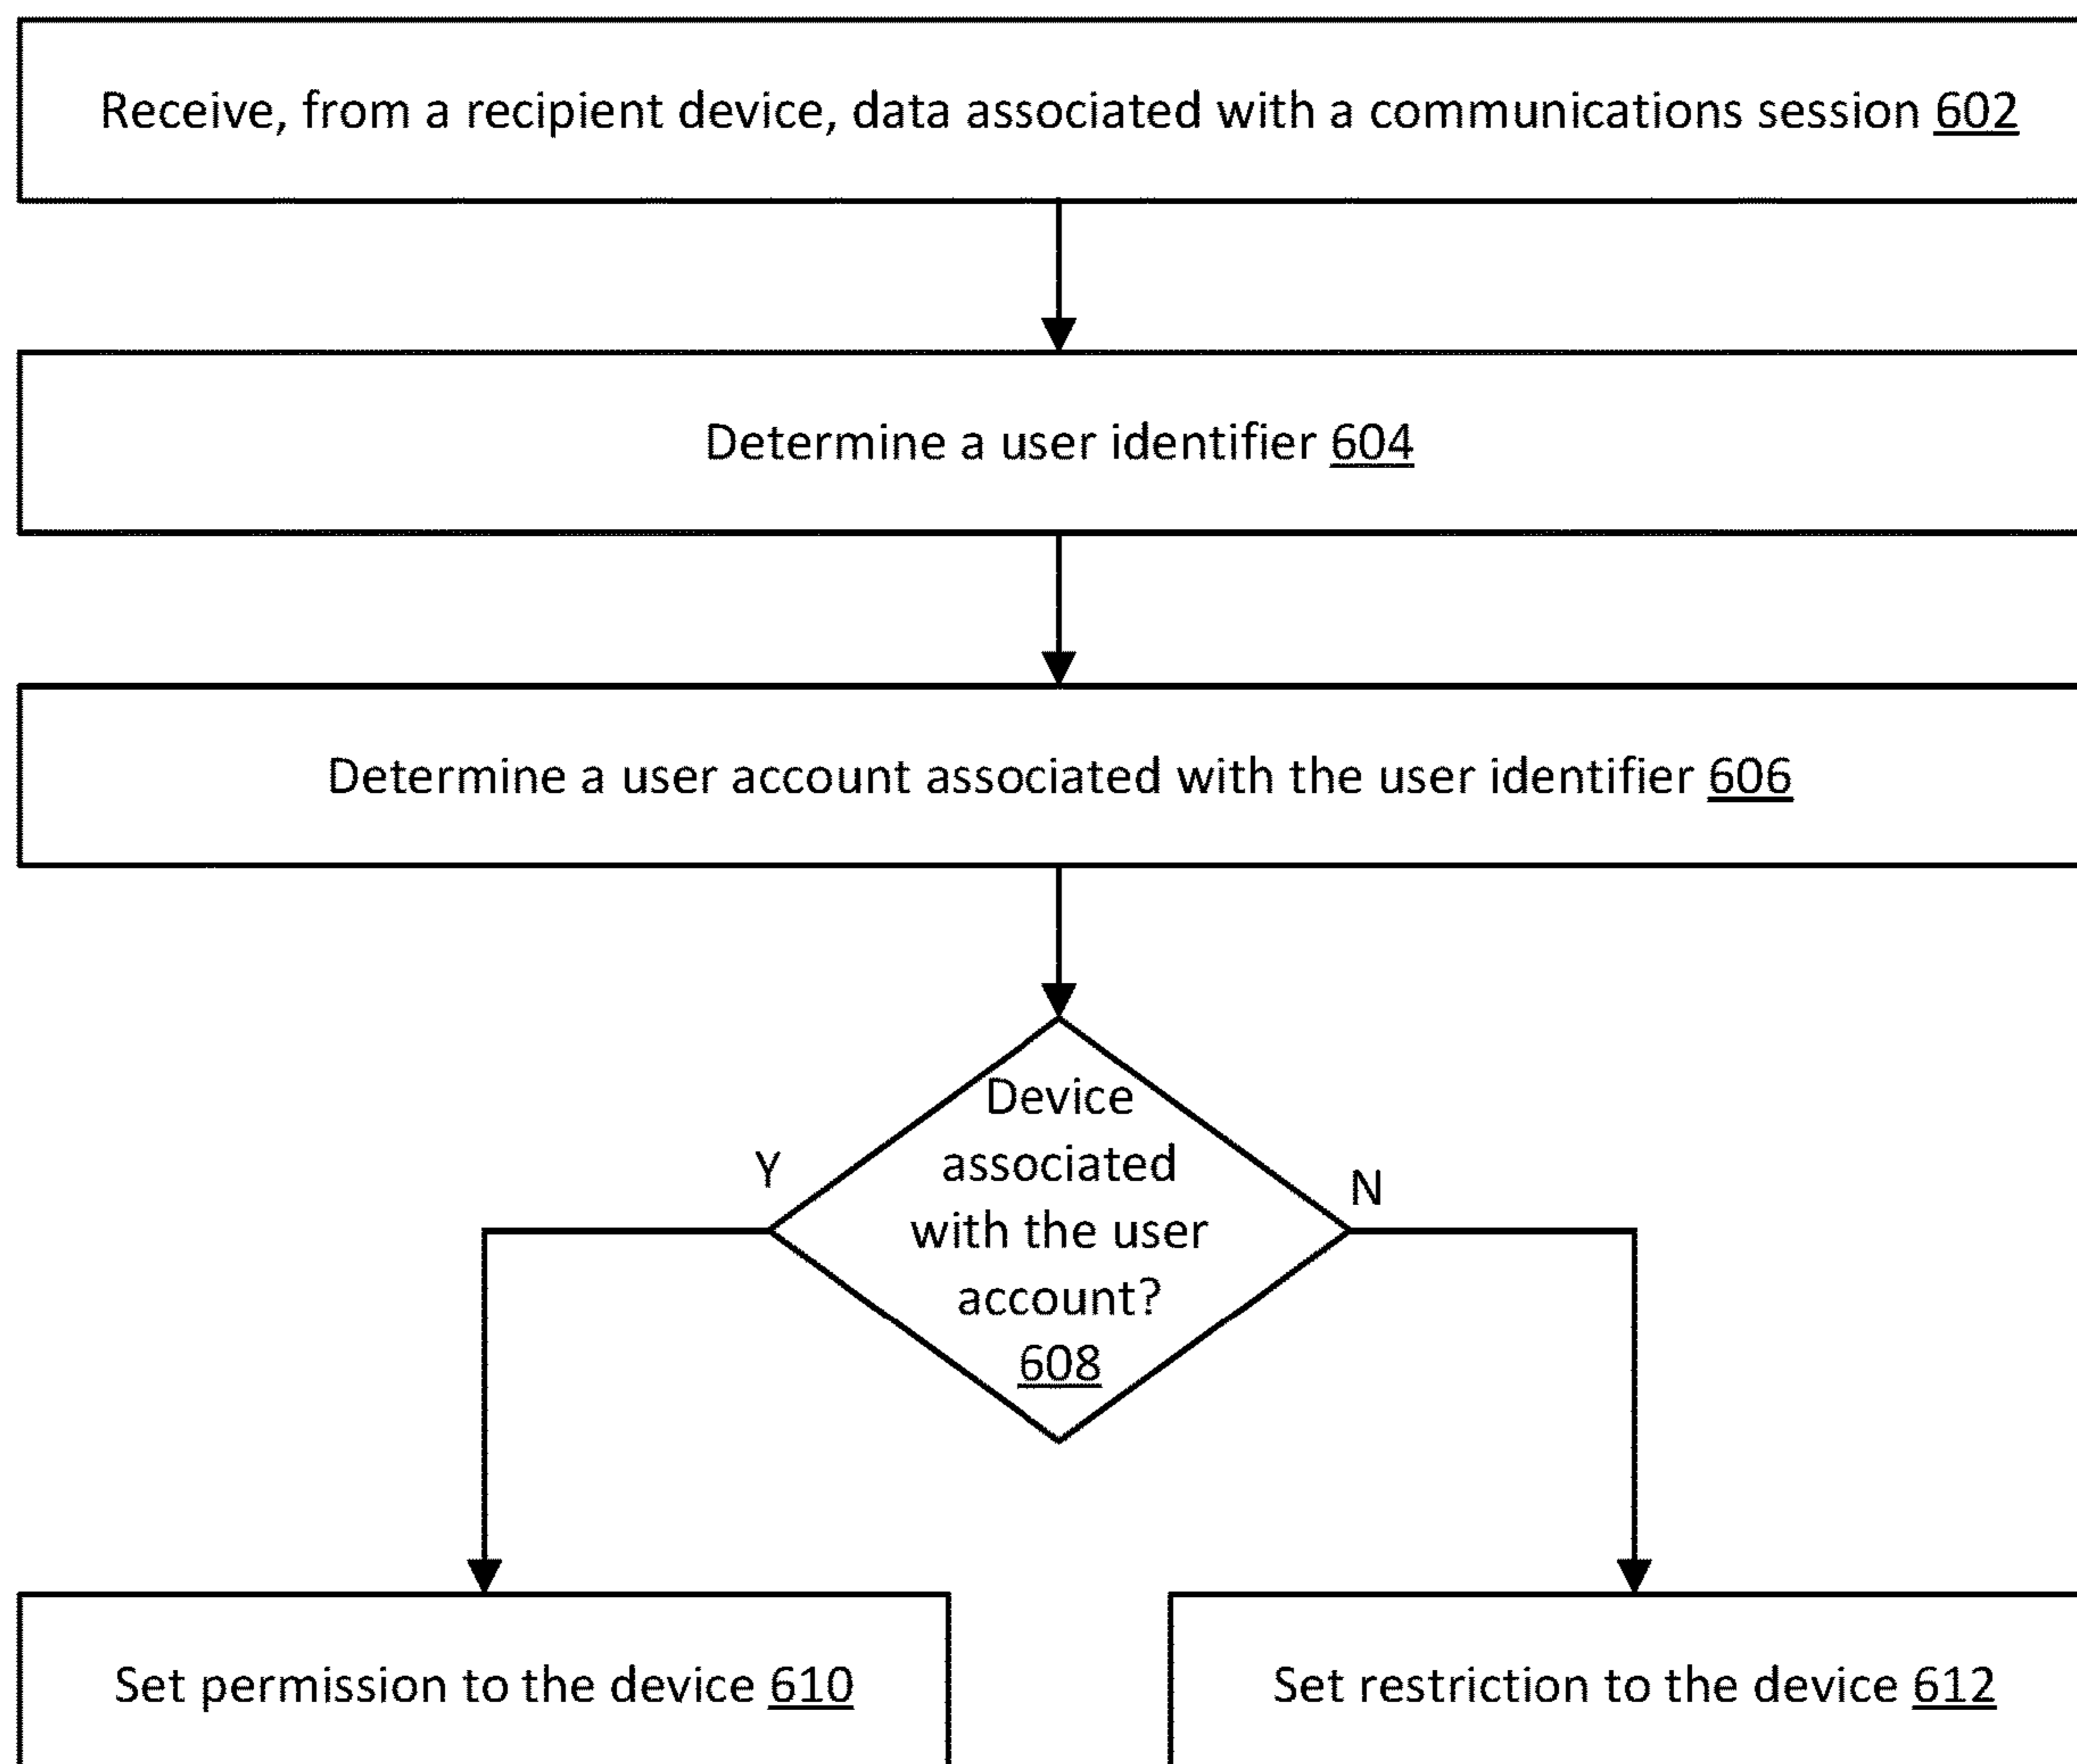 Receive, from a recipient device, data associated with a communications session 602
Determine a user identifier 604
Determine a user account associated with the user identifier 606
Device
associated
with the user
account?
608
Y
N
Set permission to the device 610
Set restriction to the device 612